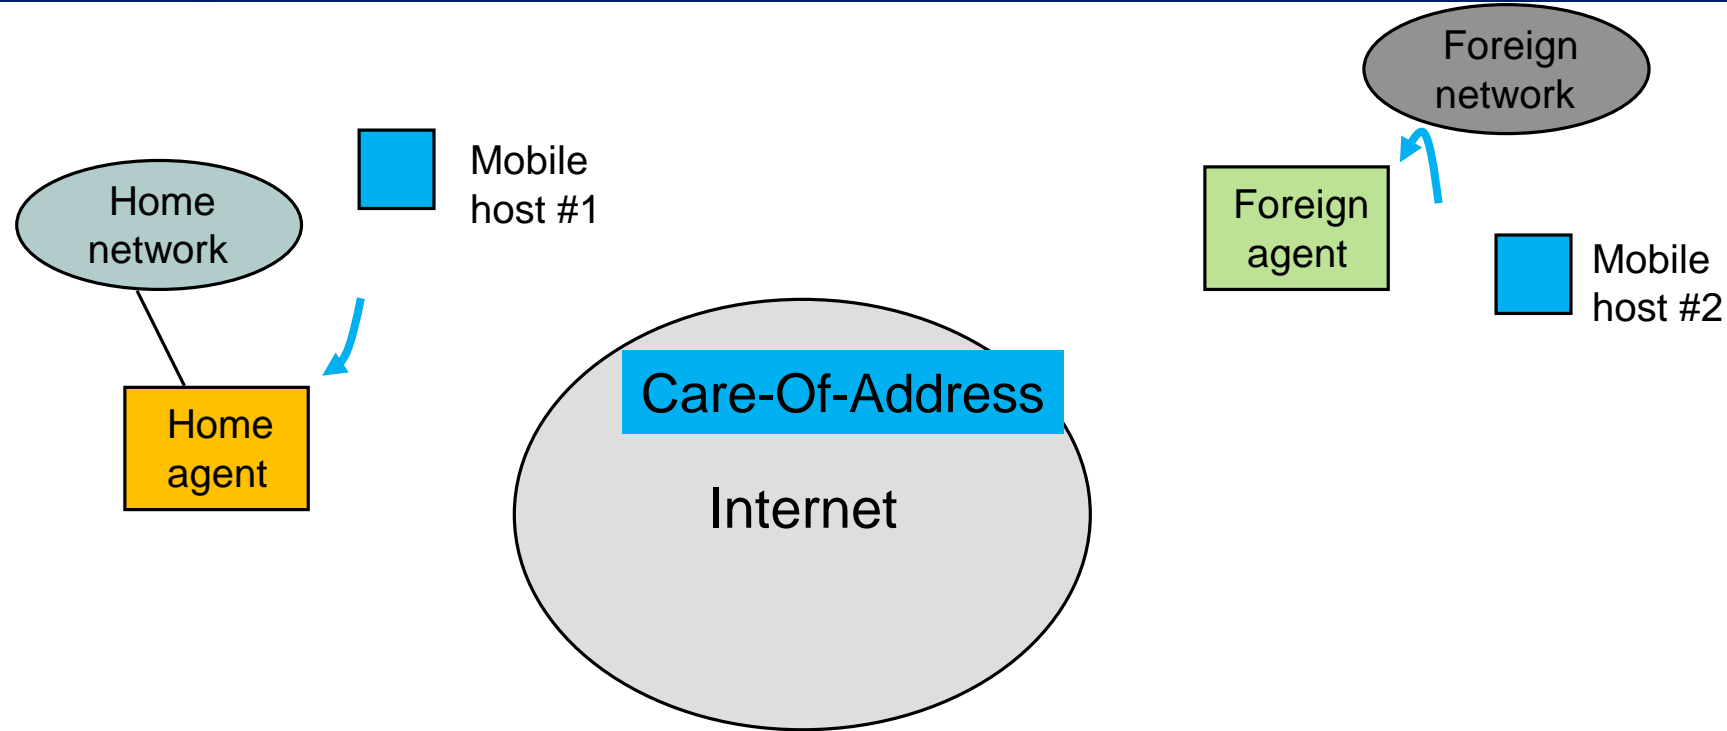 Home
network
Mobile
host #1
Home
agent
Care-Of-Address
Internet
Foreign
network
Foreign
agent
Mobile
host #2